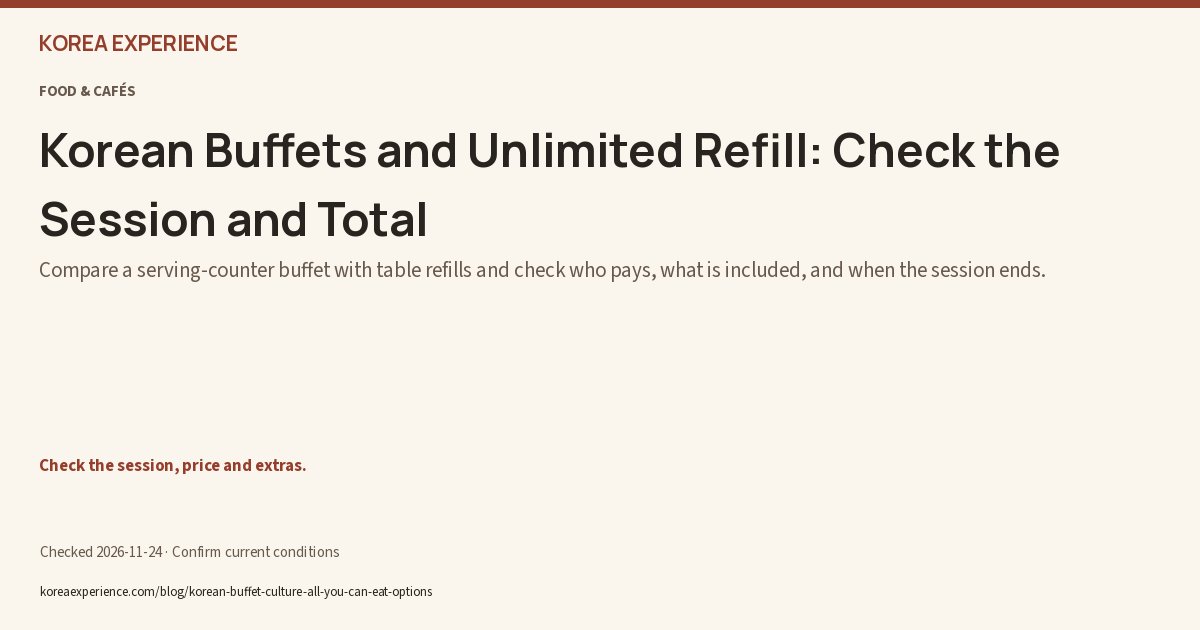 KOREA EXPERIENCE
FOOD & CAFÉS
Korean Buffets and Unlimited Refill: Check the
Session and Total
Compare a serving-counter buffet with table refills and check who pays, what is included, and when the session ends.
Check the session, price and extras.
Checked 2026-11-24 · Confirm current conditions
koreaexperience.com/blog/korean-buffet-culture-all-you-can-eat-options